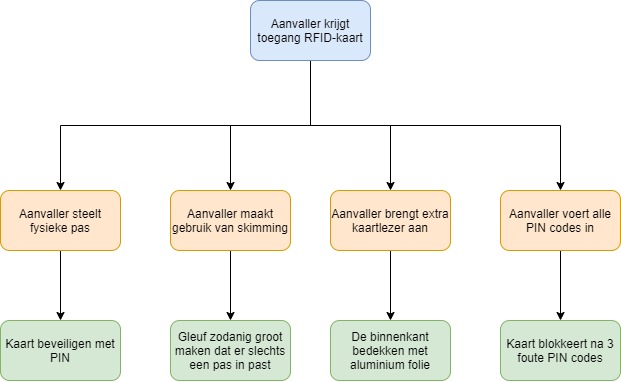 Aanvaller krijgt
toegang RFID-kaart
Aanvaller steelt
fysieke pas
Aanvaller maakt
gebruik van skimming
Aanvaller brengt extra
kaartlezer aan
Aanvaller voert alle
PIN codes in
Kaart beveiligen met
PIN
Gleuf zodanig groot
maken dat er slechts
een pas in past
De binnenkant
bedekken met
aluminium folie
Kaart blokkeert na 3
foute PIN codes